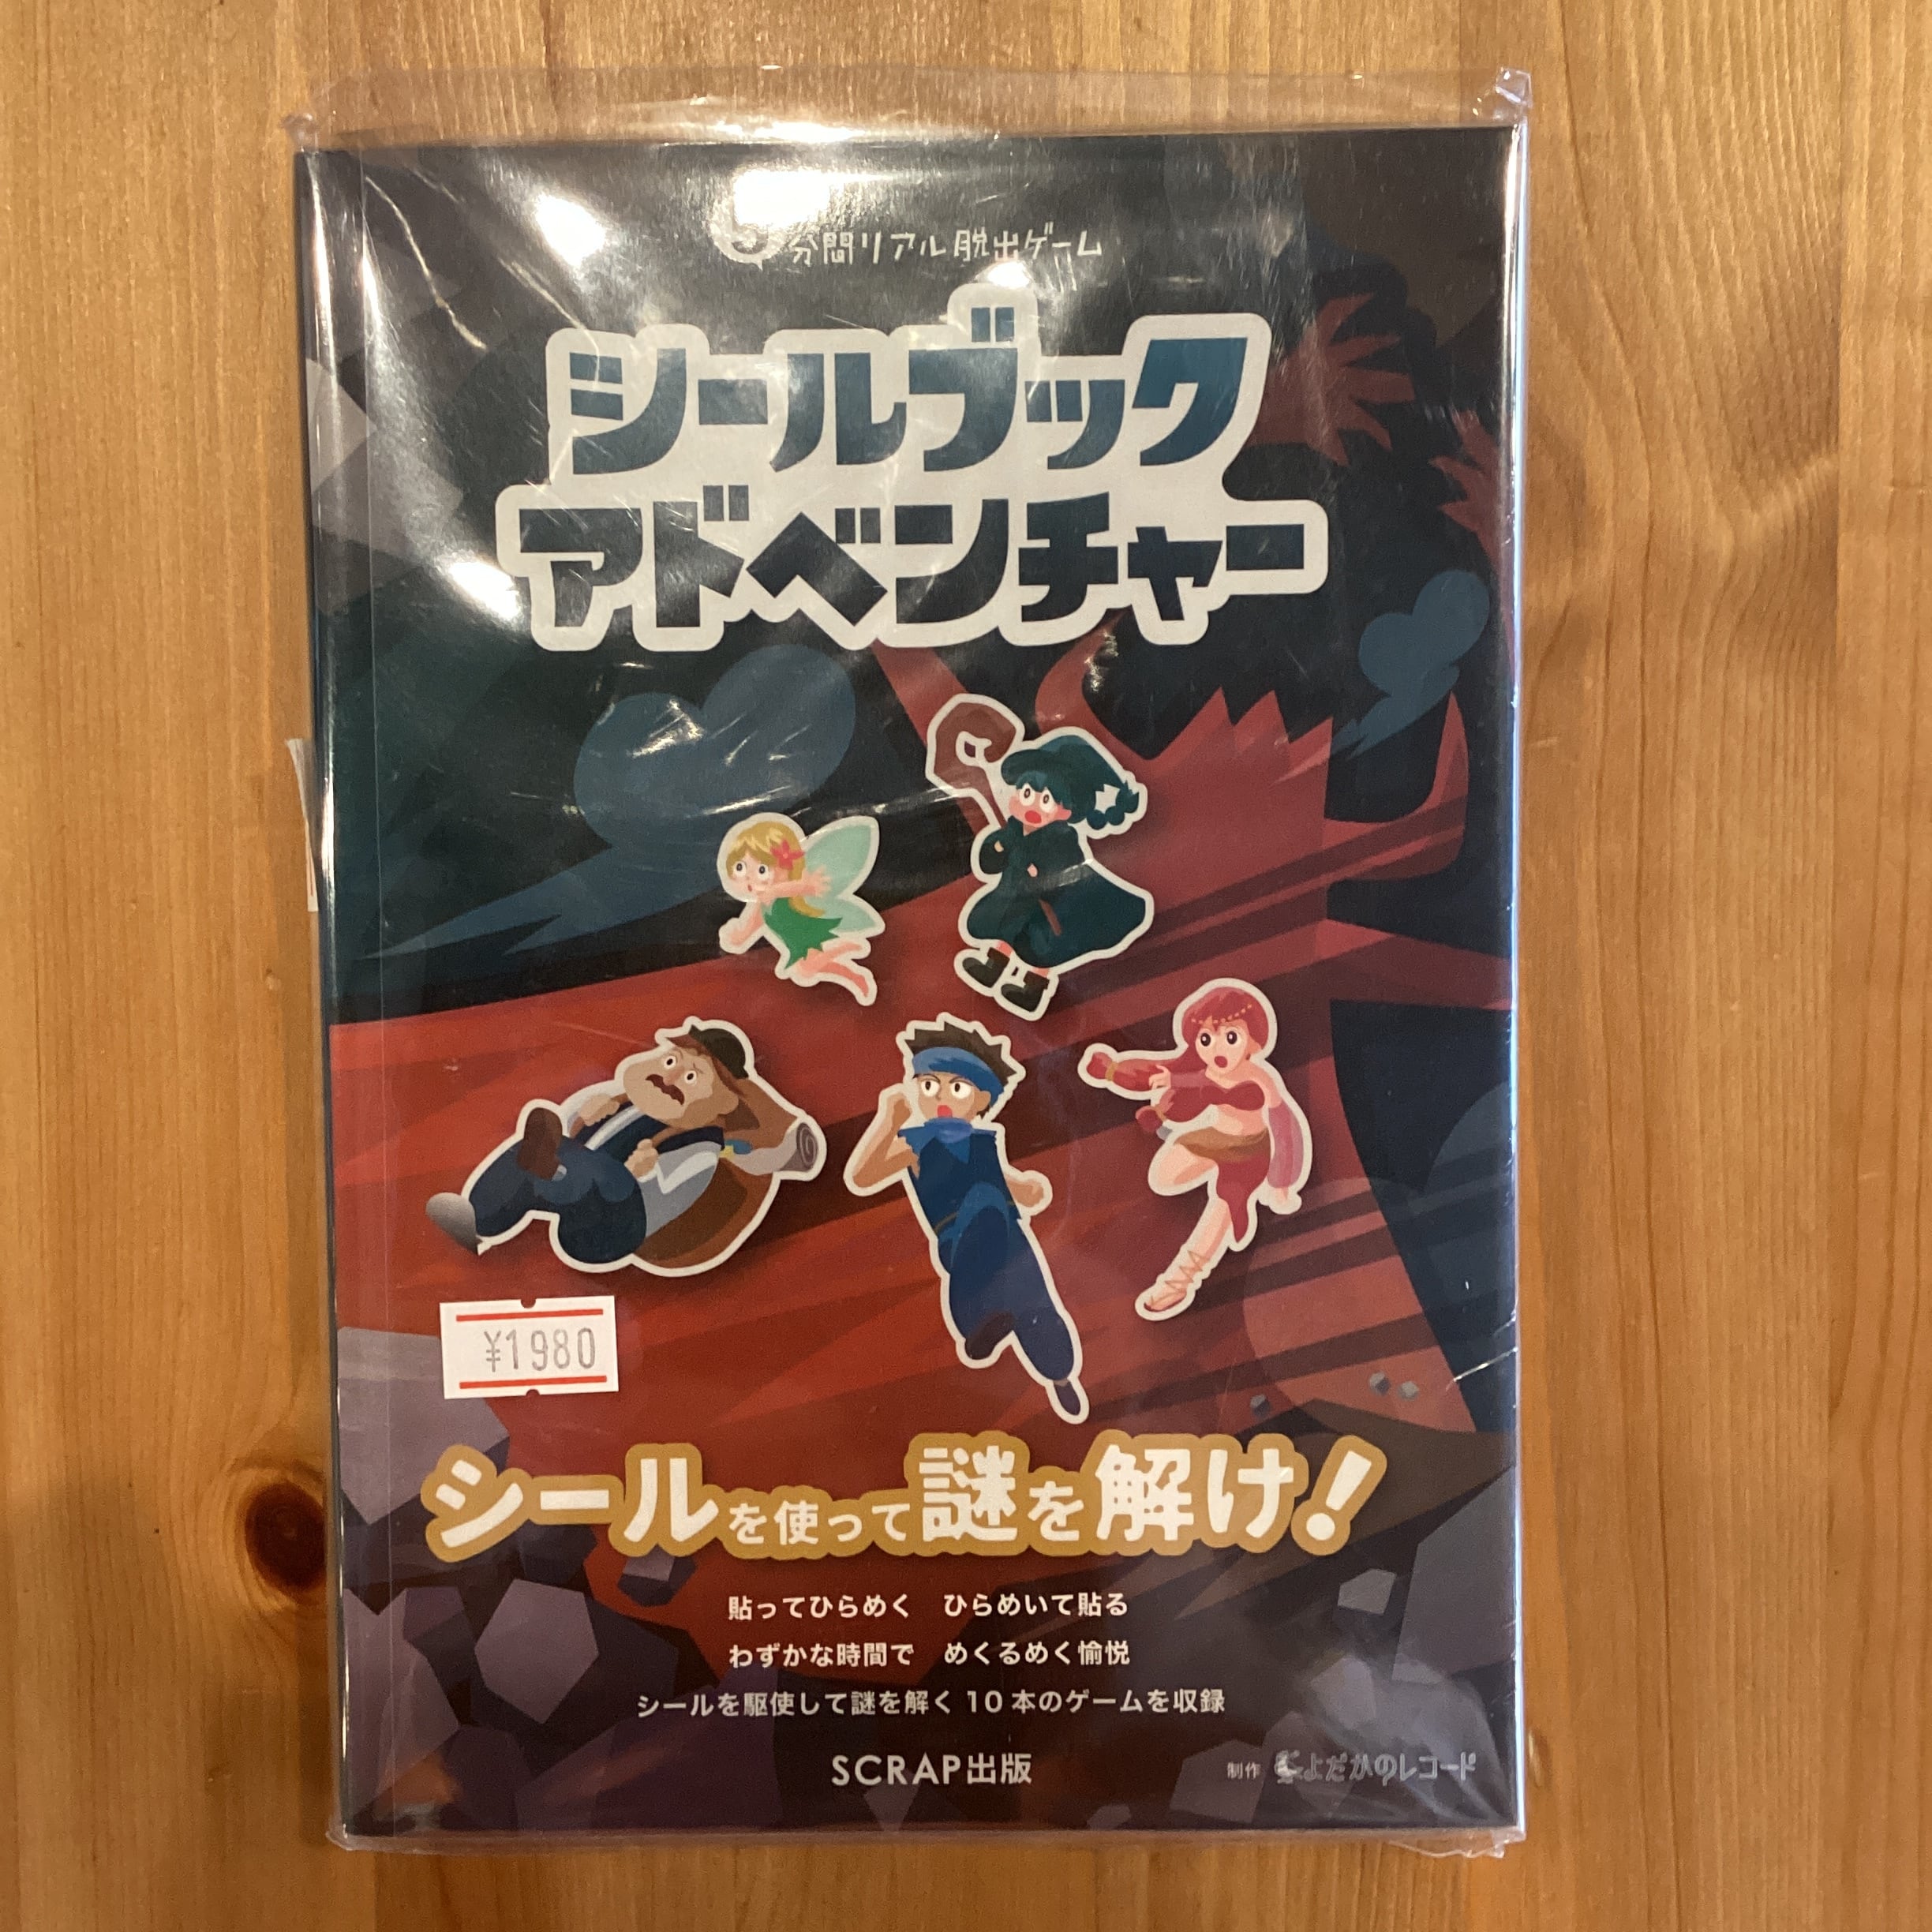 5分間リアル脱出ゲーム
シールブック
アドベンチャー
¥1980
シールを使って謎を解け!
貼ってひらめく ひらめいて貼る
わずかな時間で めくるめく愉悦
シールを駆使して謎を解く10本のゲームを収録
SCRAP出版
制作 よだかのレコード